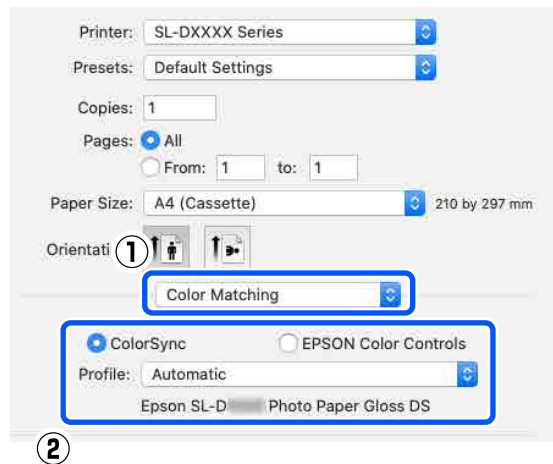 Printer: SL-DXXXX Series
Presets: Default Settings
Copies: 1
Pages: All
From: 1 to: 1
Paper Size: A4 (Cassette) 210 by 297 mm
Orientati
①
Color Matching
ColorSync EPSON Color Controls
Profile: Automatic
Epson SL-D Photo Paper Gloss DS
②